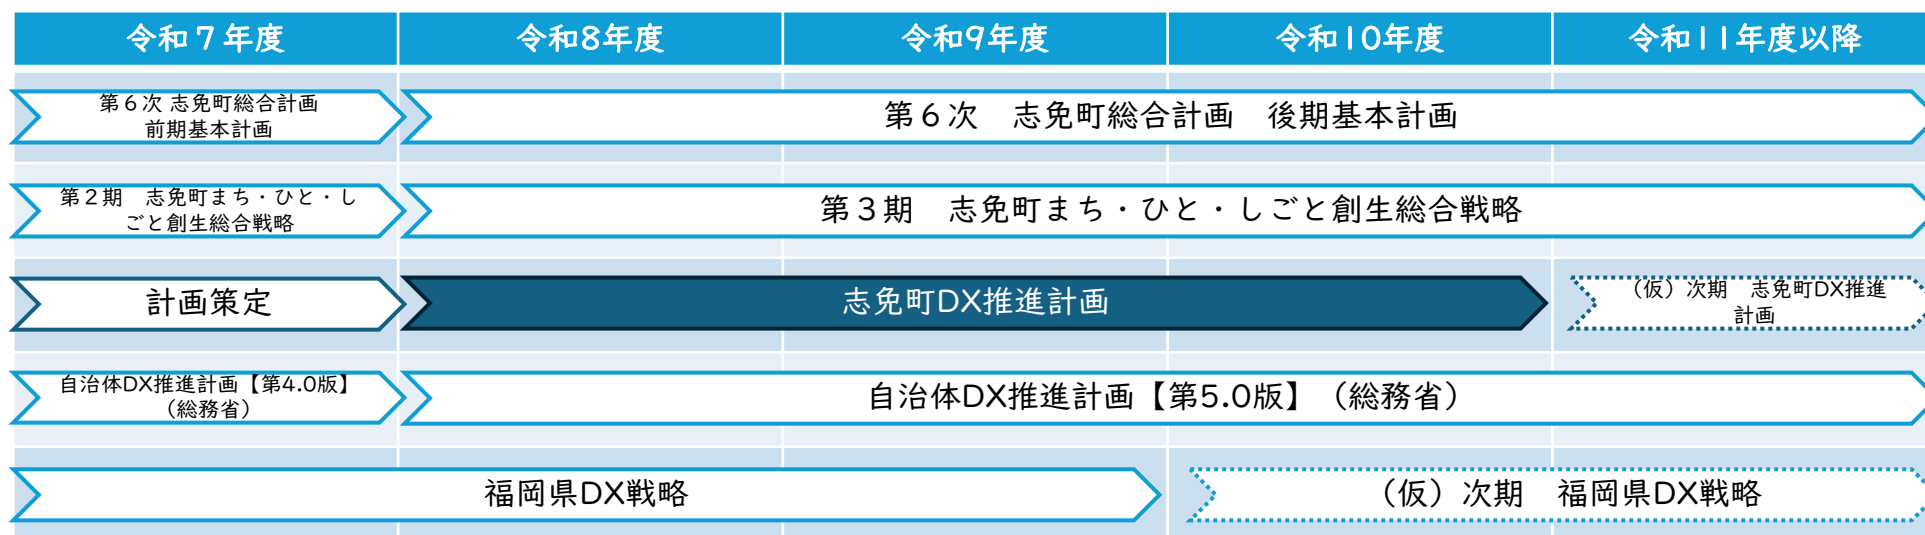 令和７年度 令和8年度 令和9年度 令和10年度 令和11年度以降
第６次 志免町総合計画
前期基本計画
第６次　志免町総合計画　後期基本計画
第２期　志免町まち・ひと・し
ごと創生総合戦略
第３期　志免町まち・ひと・しごと創生総合戦略
計画策定
志免町DX推進計画
（仮）次期　志免町DX推進
計画
自治体DX推進計画【第4.0版】
（総務省）
自治体DX推進計画【第5.0版】（総務省）
福岡県DX戦略
（仮）次期　福岡県DX戦略